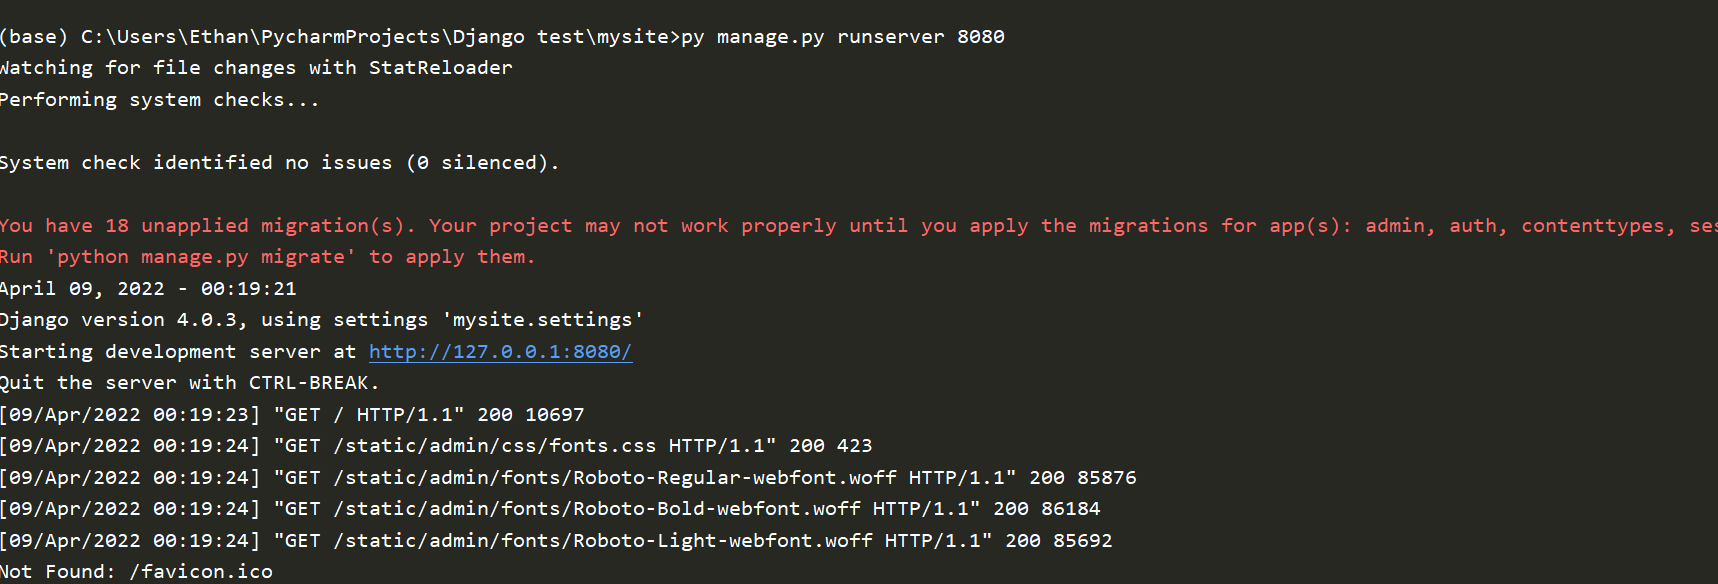 (base) C:\Users\Ethan\PycharmProjects\Django test\mysite>py manage.py runserver 8080
Watching for file changes with StatReloader
Performing system checks...
System check identified no issues (0 silenced).
You have 18 unapplied migration(s). Your project may not work properly until you apply the migrations for app(s): admin, auth, contenttypes, ses
Run 'python manage.py migrate' to apply them.
April 09, 2022 - 00:19:21
Django version 4.0.3, using settings 'mysite.settings'
Starting development server at http://127.0.0.1:8080/
Quit the server with CTRL-BREAK.
[09/Apr/2022 00:19:23] "GET / HTTP/1.1" 200 10697
[09/Apr/2022 00:19:24] "GET /static/admin/css/fonts.css HTTP/1.1" 200 423
[09/Apr/2022 00:19:24] "GET /static/admin/fonts/Roboto-Regular-webfont.woff HTTP/1.1" 200 85876
[09/Apr/2022 00:19:24] "GET /static/admin/fonts/Roboto-Bold-webfont.woff HTTP/1.1" 200 86184
[09/Apr/2022 00:19:24] "GET /static/admin/fonts/Roboto-Light-webfont.woff HTTP/1.1" 200 85692
Not Found: /favicon.ico